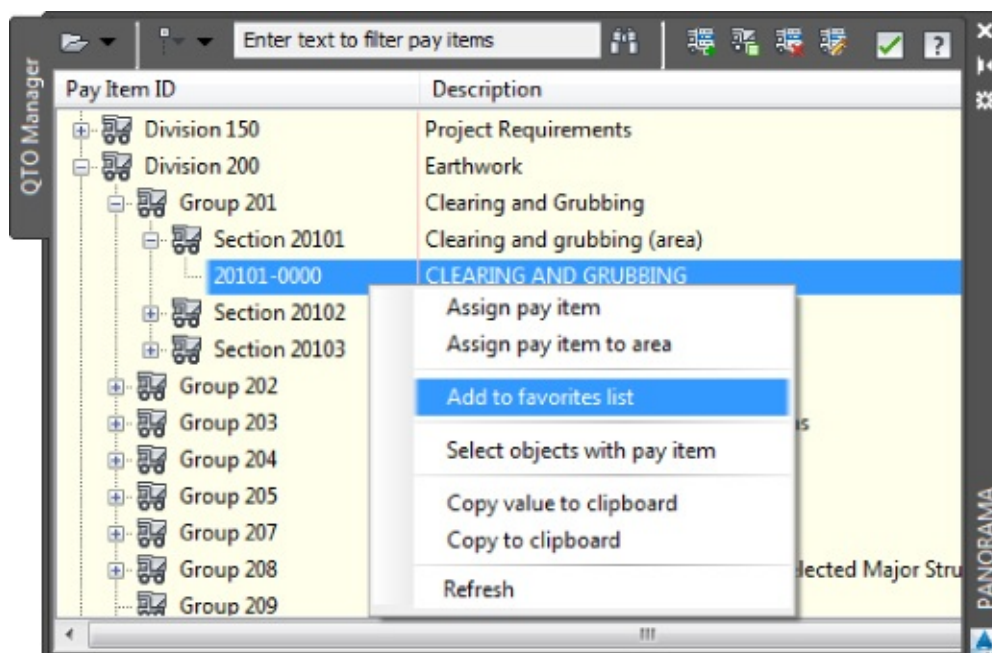 Enter text to filter pay items
?
QTO Manager
Pay Item ID Description
Division 150 Project Requirements
Division 200 Earthwork
Group 201 Clearing and Grubbing
Section 20101 Clearing and grubbing (area)
20101-0000 CLEARING AND GRUBBING
Assign pay item
Section 20102
Assign pay item to area
Section 20103
Group 202
Add to favorites list
Group 203
Select objects with pay item
Group 204
Group 205
Copy value to clipboard
Group 207
Copy to clipboard
Group 208
Major Stru
Refresh
Group 209
PANORAMA